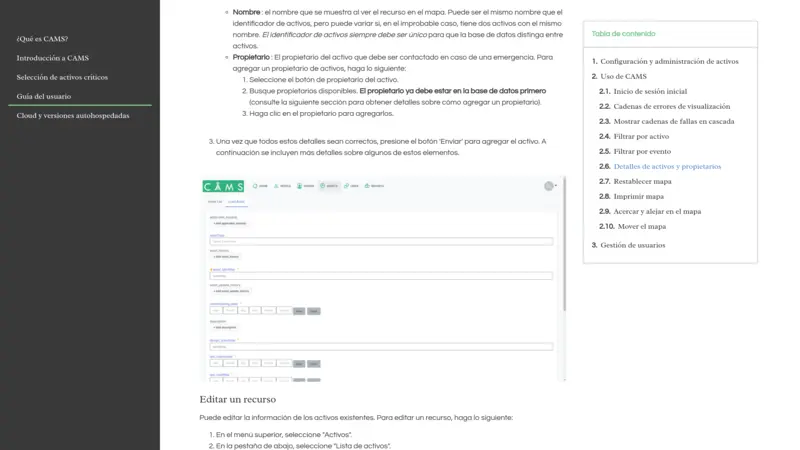 ¿Qué es CAMS?
Introducción a CAMS
Selección de activos críticos
Guía del usuario
Cloud y versiones autohospedadas
Nombre : el nombre que se muestra al ver el recurso en el mapa. Puede ser el mismo nombre que el
identificador de activos, pero puede variar si, en el improbable caso, tiene dos activos con el mismo
nombre. El identificador de activos siempre debe ser único para que la base de datos distinga entre
activos.
Propietario : El propietario del activo que debe ser contactado en caso de una emergencia. Para
agregar un propietario de activos, haga lo siguiente:
1. Seleccione el botón de propietario del activo.
2. Busque propietarios disponibles. El propietario ya debe estar en la base de datos primero
(consulte la siguiente sección para obtener detalles sobre cómo agregar un propietario).
3. Haga clic en el propietario para agregarlos.
3. Una vez que todos estos detalles sean correctos, presione el botón 'Enviar' para agregar el activo. A
continuación se incluyen más detalles sobre algunos de estos elementos.
CAMS
Editar un recurso
Puede editar la información de los activos existentes. Para editar un recurso, haga lo siguiente:
1. En el menú superior, seleccione "Activos".
2. En la pestaña de abajo, seleccione "Lista de activos".
Tabla de contenido
1. Configuración y administración de activos
2. Uso de CAMS
2.1. Inicio de sesión inicial
2.2. Cadenas de errores de visualización
2.3. Mostrar cadenas de fallas en cascada
2.4. Filtrar por activo
2.5. Filtrar por evento
2.6. Detalles de activos y propietarios
2.7. Restablecer mapa
2.8. Imprimir mapa
2.9. Acercar y alejar en el mapa
2.10. Mover el mapa
3. Gestión de usuarios